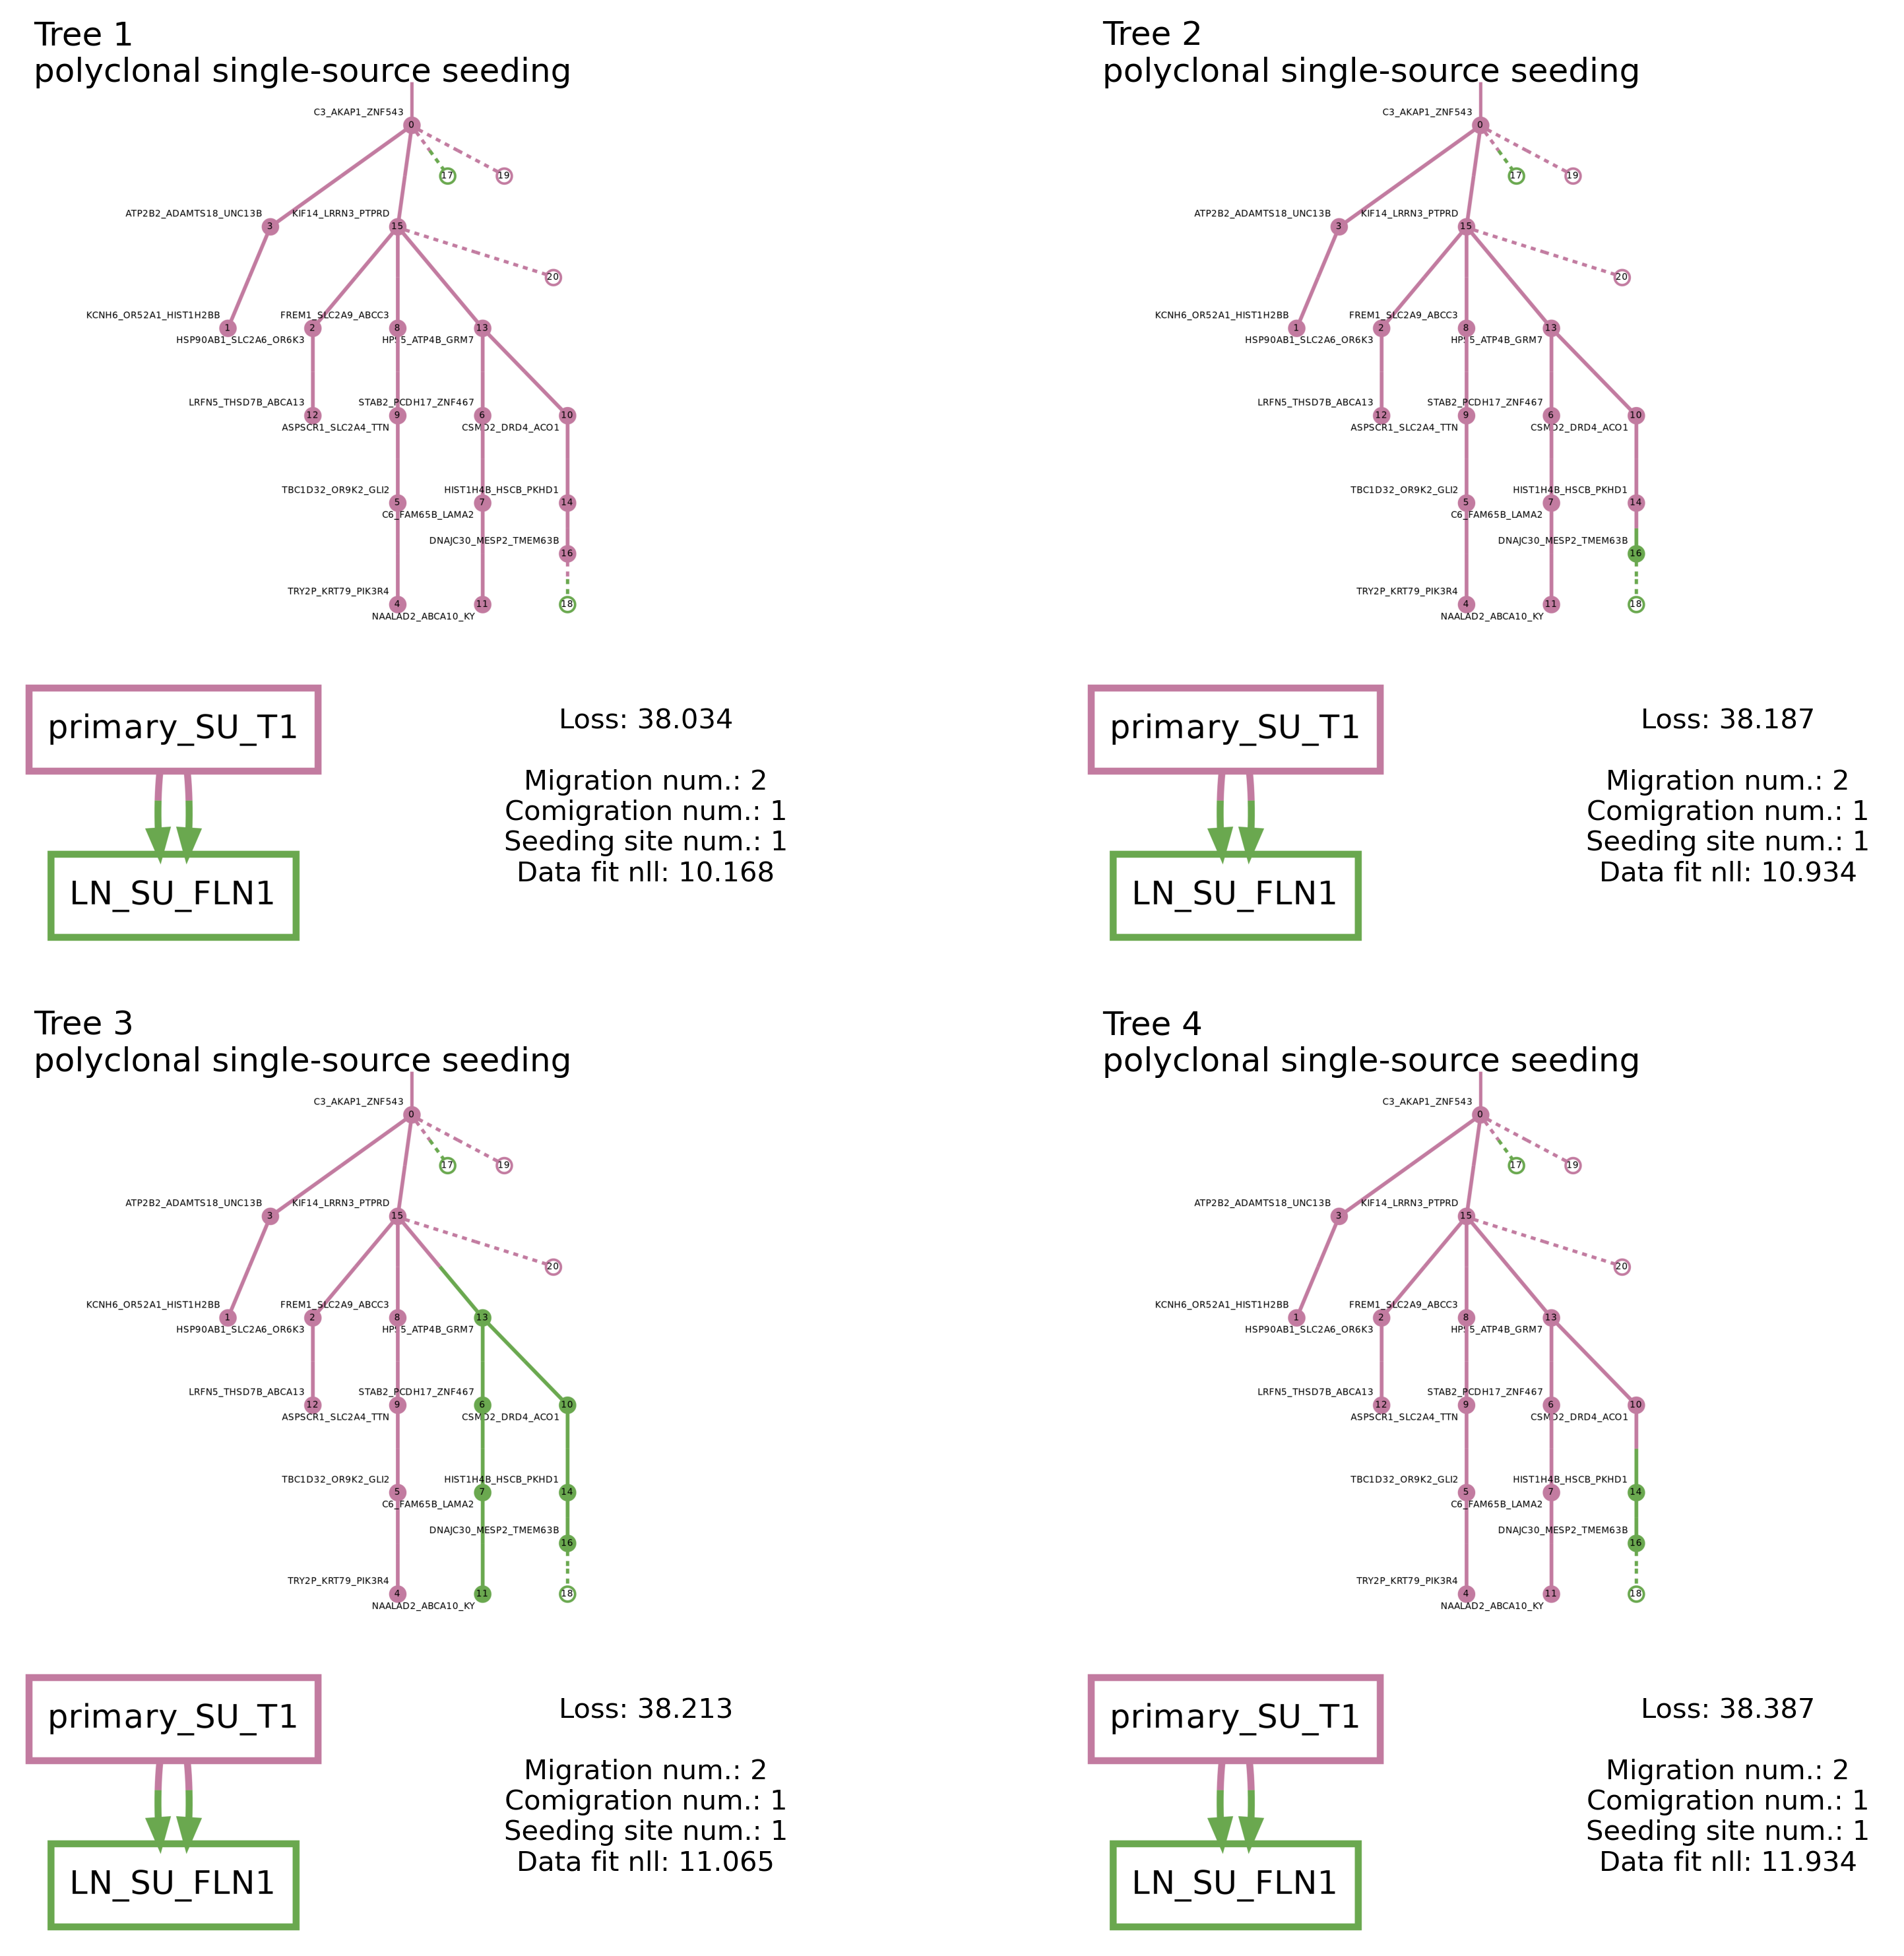 Tree 1
polyclonal single-source seeding
C3_AKAP1_ZNF543
0
17
19
ATP2B2_ADAMTS18_UNC13B
3
KIF14_LRRN3_PTPRD
15
20
KCNH6_OR52A1_HIST1H2BB
1
FREM1_SLC2A9_ABCC3
2
8
13
HSP90AB1_SLC2A6_OR6K3
HPS5_ATP4B_GRM7
LRFN5_THSD7B_ABCA13
12
STAB2_PCDH17_ZNF467
9
6
10
ASPSCR1_SLC2A4_TTN
CSMD2_DRD4_ACO1
TBC1D32_OR9K2_GLI2
5
HIST1H4B_HSCB_PKHD1
7
14
C6_FAM65B_LAMA2
DNAJC30_MESP2_TMEM63B
16
TRY2P_KRT79_PIK3R4
4
11
18
NAALAD2_ABCA10_KY
primary_SU_T1
LN_SU_FLN1
Loss: 38.034
Migration num.: 2
Comigration num.: 1
Seeding site num.: 1
Data fit nll: 10.168
Tree 2
polyclonal single-source seeding
C3_AKAP1_ZNF543
0
17
19
ATP2B2_ADAMTS18_UNC13B
3
KIF14_LRRN3_PTPRD
15
20
KCNH6_OR52A1_HIST1H2BB
1
FREM1_SLC2A9_ABCC3
2
8
13
HSP90AB1_SLC2A6_OR6K3
HPS5_ATP4B_GRM7
LRFN5_THSD7B_ABCA13
12
STAB2_PCDH17_ZNF467
9
6
10
ASPSCR1_SLC2A4_TTN
CSMD2_DRD4_ACO1
TBC1D32_OR9K2_GLI2
5
HIST1H4B_HSCB_PKHD1
7
14
C6_FAM65B_LAMA2
DNAJC30_MESP2_TMEM63B
16
TRY2P_KRT79_PIK3R4
4
11
18
NAALAD2_ABCA10_KY
primary_SU_T1
LN_SU_FLN1
Loss: 38.187
Migration num.: 2
Comigration num.: 1
Seeding site num.: 1
Data fit nll: 10.934
Tree 3
polyclonal single-source seeding
C3_AKAP1_ZNF543
0
17
19
ATP2B2_ADAMTS18_UNC13B
3
KIF14_LRRN3_PTPRD
15
20
KCNH6_OR52A1_HIST1H2BB
1
FREM1_SLC2A9_ABCC3
2
8
13
HSP90AB1_SLC2A6_OR6K3
HPS5_ATP4B_GRM7
LRFN5_THSD7B_ABCA13
12
STAB2_PCDH17_ZNF467
9
6
10
ASPSCR1_SLC2A4_TTN
CSMD2_DRD4_ACO1
TBC1D32_OR9K2_GLI2
5
HIST1H4B_HSCB_PKHD1
7
14
C6_FAM65B_LAMA2
DNAJC30_MESP2_TMEM63B
16
TRY2P_KRT79_PIK3R4
4
11
18
NAALAD2_ABCA10_KY
primary_SU_T1
LN_SU_FLN1
Loss: 38.213
Migration num.: 2
Comigration num.: 1
Seeding site num.: 1
Data fit nll: 11.065
Tree 4
polyclonal single-source seeding
C3_AKAP1_ZNF543
0
17
19
ATP2B2_ADAMTS18_UNC13B
3
KIF14_LRRN3_PTPRD
15
20
KCNH6_OR52A1_HIST1H2BB
1
FREM1_SLC2A9_ABCC3
2
8
13
HSP90AB1_SLC2A6_OR6K3
HPS5_ATP4B_GRM7
LRFN5_THSD7B_ABCA13
12
STAB2_PCDH17_ZNF467
9
6
10
ASPSCR1_SLC2A4_TTN
CSMD2_DRD4_ACO1
TBC1D32_OR9K2_GLI2
5
HIST1H4B_HSCB_PKHD1
7
14
C6_FAM65B_LAMA2
DNAJC30_MESP2_TMEM63B
16
TRY2P_KRT79_PIK3R4
4
11
18
NAALAD2_ABCA10_KY
primary_SU_T1
LN_SU_FLN1
Loss: 38.387
Migration num.: 2
Comigration num.: 1
Seeding site num.: 1
Data fit nll: 11.934